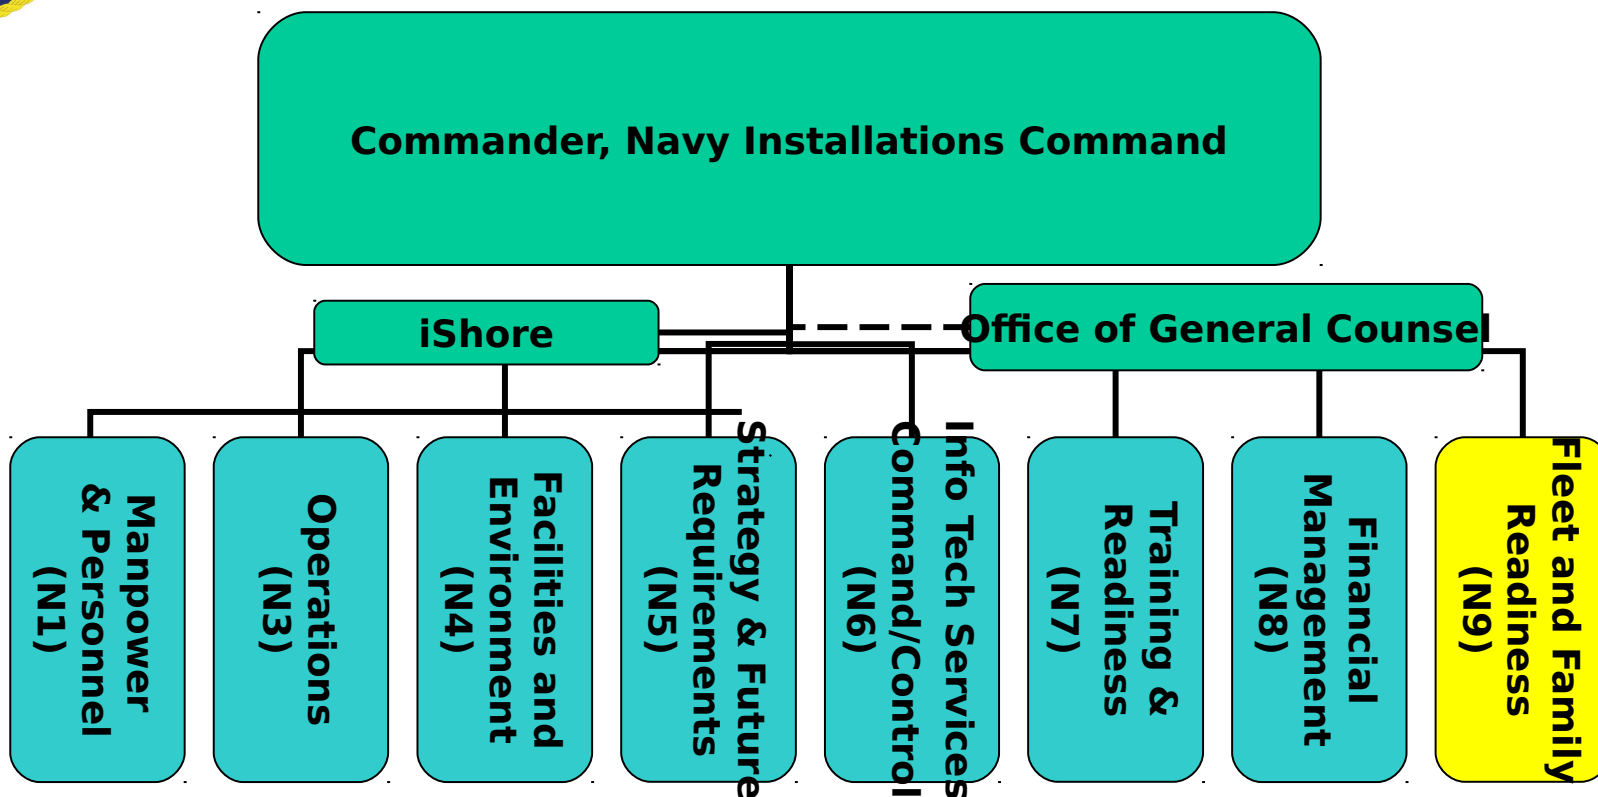 Commander, Navy Installations Command
iShore
Office of General Counsel
Manpower
& Personnel
(N1)
Operations
(N3)
Facilities and
Environment
(N4)
Strategy & Future
Requirements
(N5)
Info Tech Services
Command/Control
(N6)
Training &
Readiness
(N7)
Financial
Management
(N8)
Fleet and Family
Readiness
(N9)